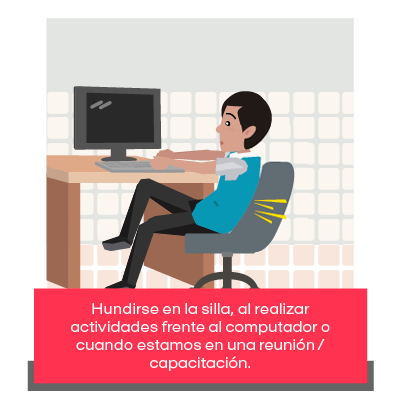 Hundirse en la silla, al realizar
actividades frente al computador o
cuando estamos en una reunión /
capacitación.